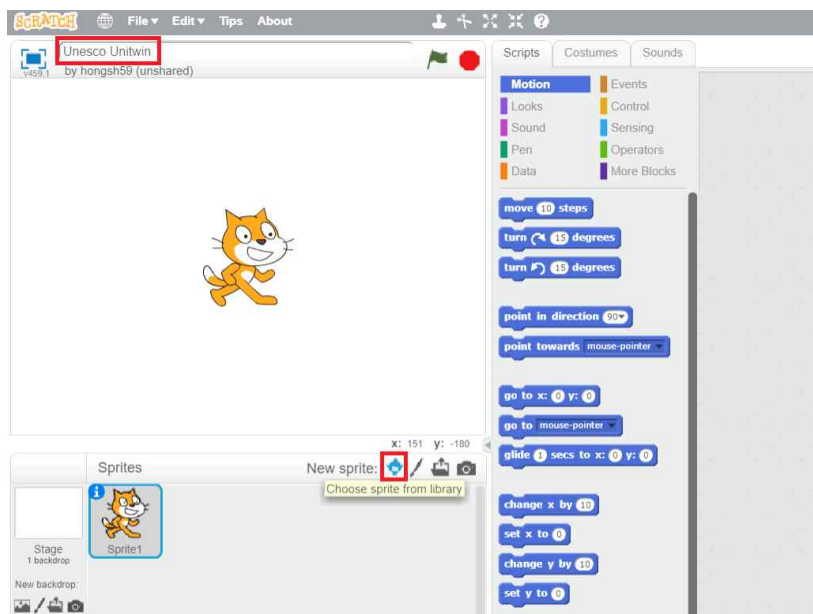 SCRATCH File Edit Tips About
Unesco Unitwin
v459.1 by hongsh59 (unshared)
Scripts Costumes Sounds
Motion Events
Looks Control
Sound Sensing
Pen Operators
Data More Blocks
move 10 steps
turn 15 degrees
turn 15 degrees
point in direction 90
point towards mouse-pointer
go to x: 0 y: 0
go to mouse-pointer
glide 1 secs to x: 0 y: 0
change x by 10
set x to 0
change y by 10
set y to 0
x: 151 y: -180
Sprites New sprite:
Choose sprite from library
Stage
1 backdrop
Sprite1
New backdrop: